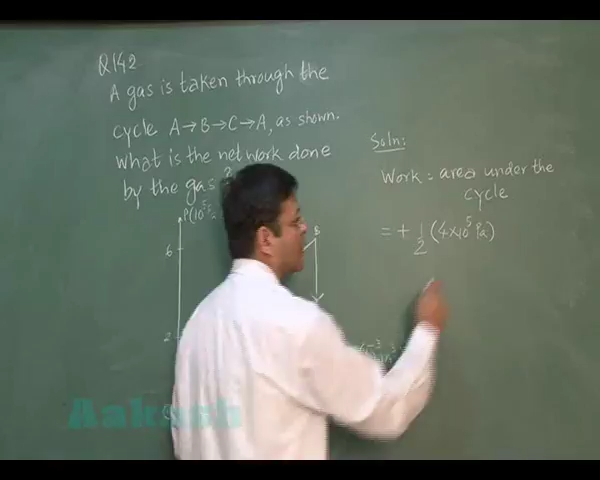 Q142
A gas is taken through the
cycle A→B→C→A, as shown.
what is the net work done
by the gas ?
Soln:
Work = area under the
cycle
= + 1/2 (4×10⁵ Pa)
P(10⁵P
B
6
2
Aakash